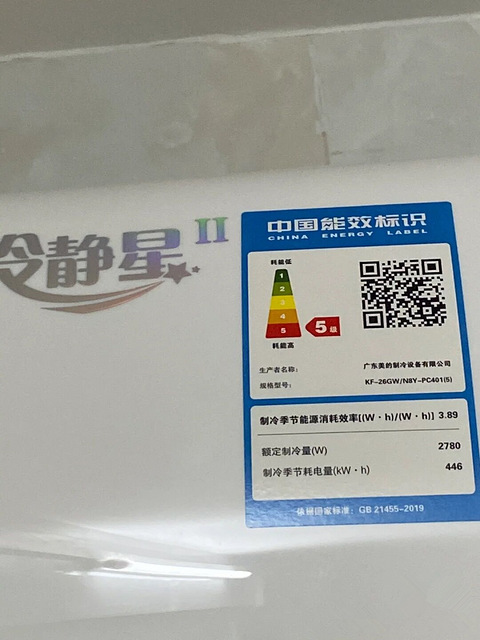 冷静星II
中国能效标识
CHINA ENERGY LABEL
耗能低
1
2
3
4
5
5级
耗能高
生产者名称：
广东美的制冷设备有限公司
规格型号：
KF-26GW/N8Y-PC401(5)
制冷季节能源消耗效率[(W·h)/(W·h)] 3.89
额定制冷量(W) 2780
制冷季节耗电量(kW·h) 446
依据国家标准：GB 21455-2019